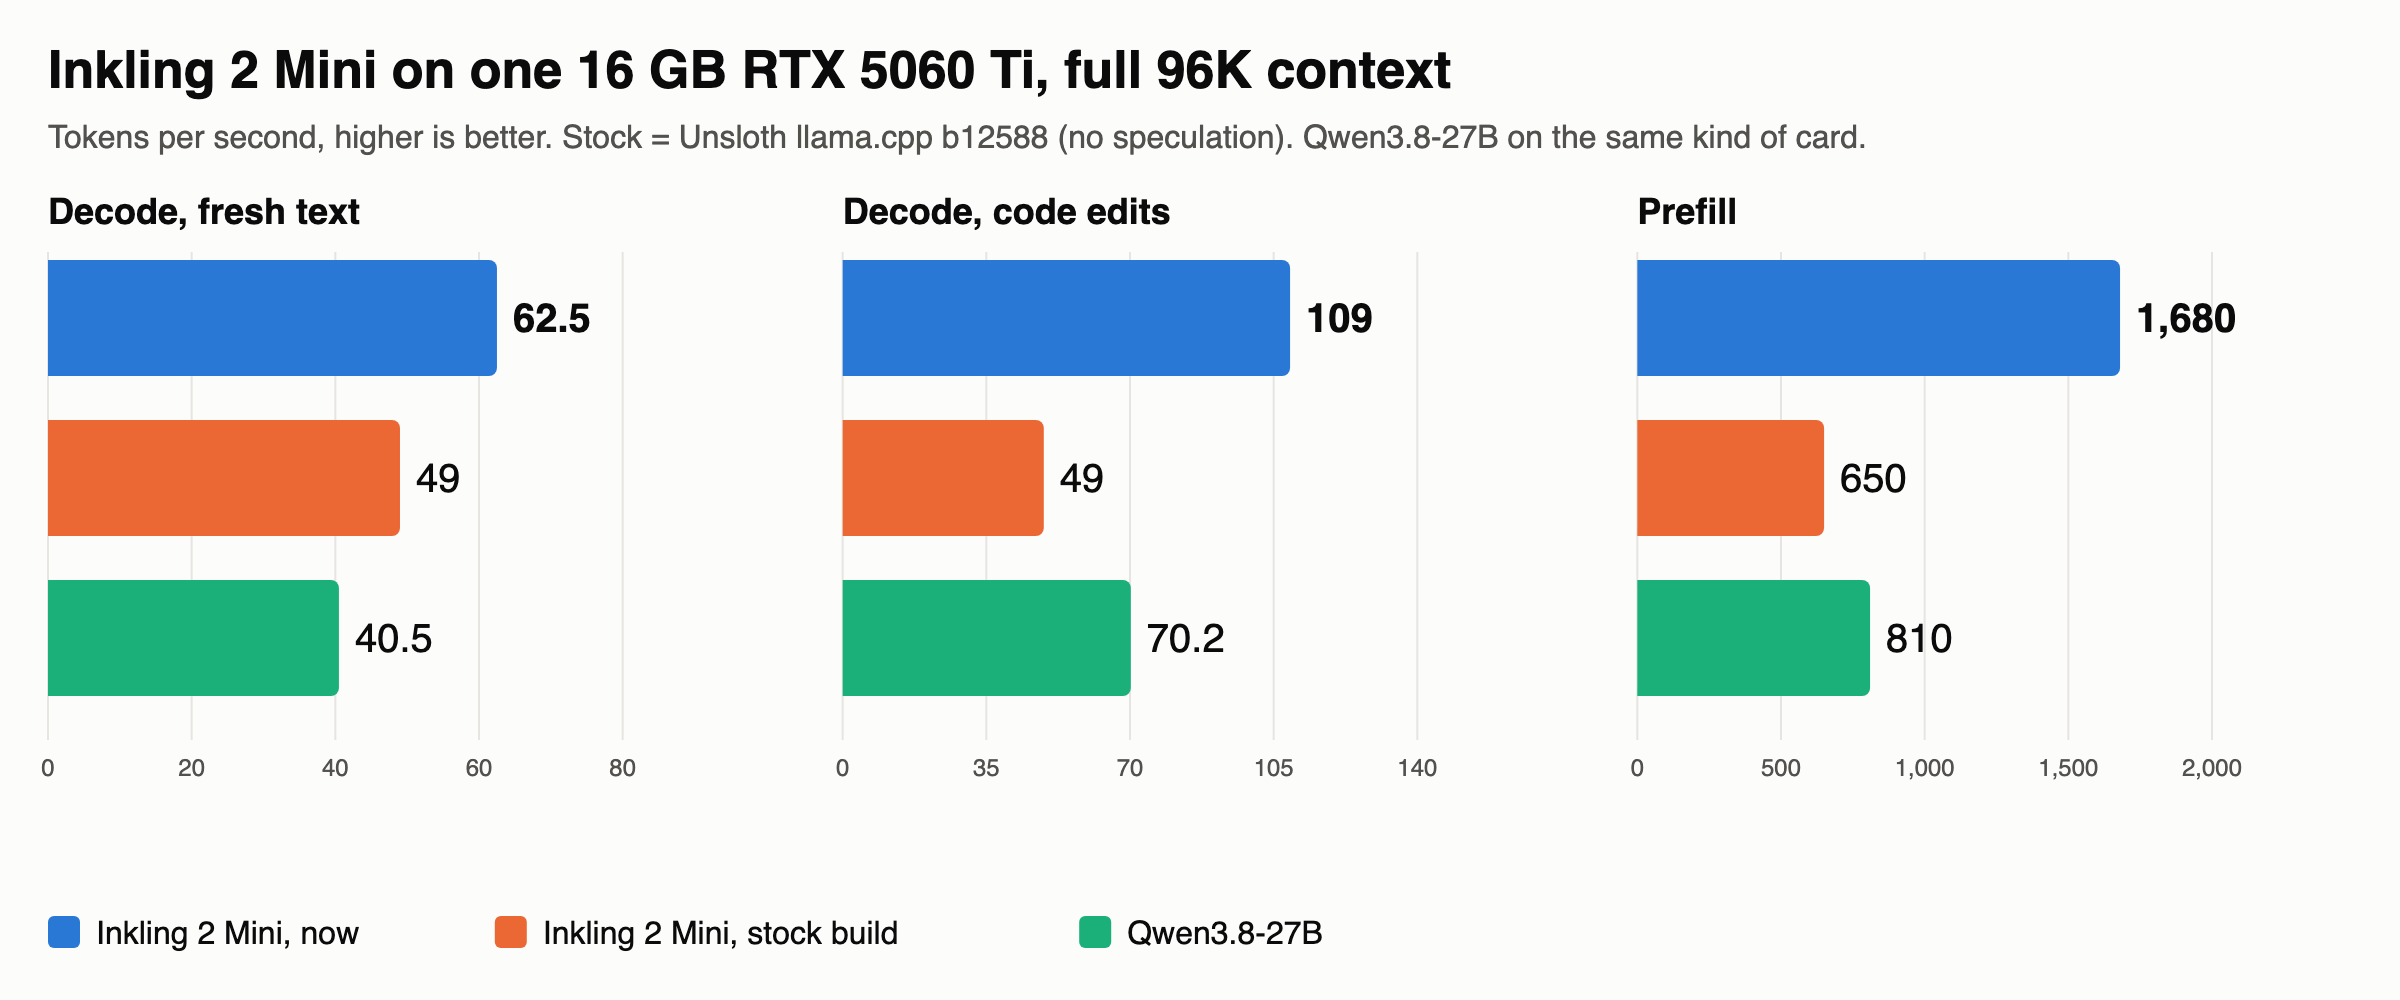 Inkling 2 Mini on one 16 GB RTX 5060 Ti, full 96K context
Tokens per second, higher is better. Stock = Unsloth llama.cpp b12588 (no speculation). Qwen3.8-27B on the same kind of card.
Decode, fresh text
62.5
49
40.5
0 20 40 60 80
Decode, code edits
109
49
70.2
0 35 70 105 140
Prefill
1,680
650
810
0 500 1,000 1,500 2,000
Inkling 2 Mini, now
Inkling 2 Mini, stock build
Qwen3.8-27B